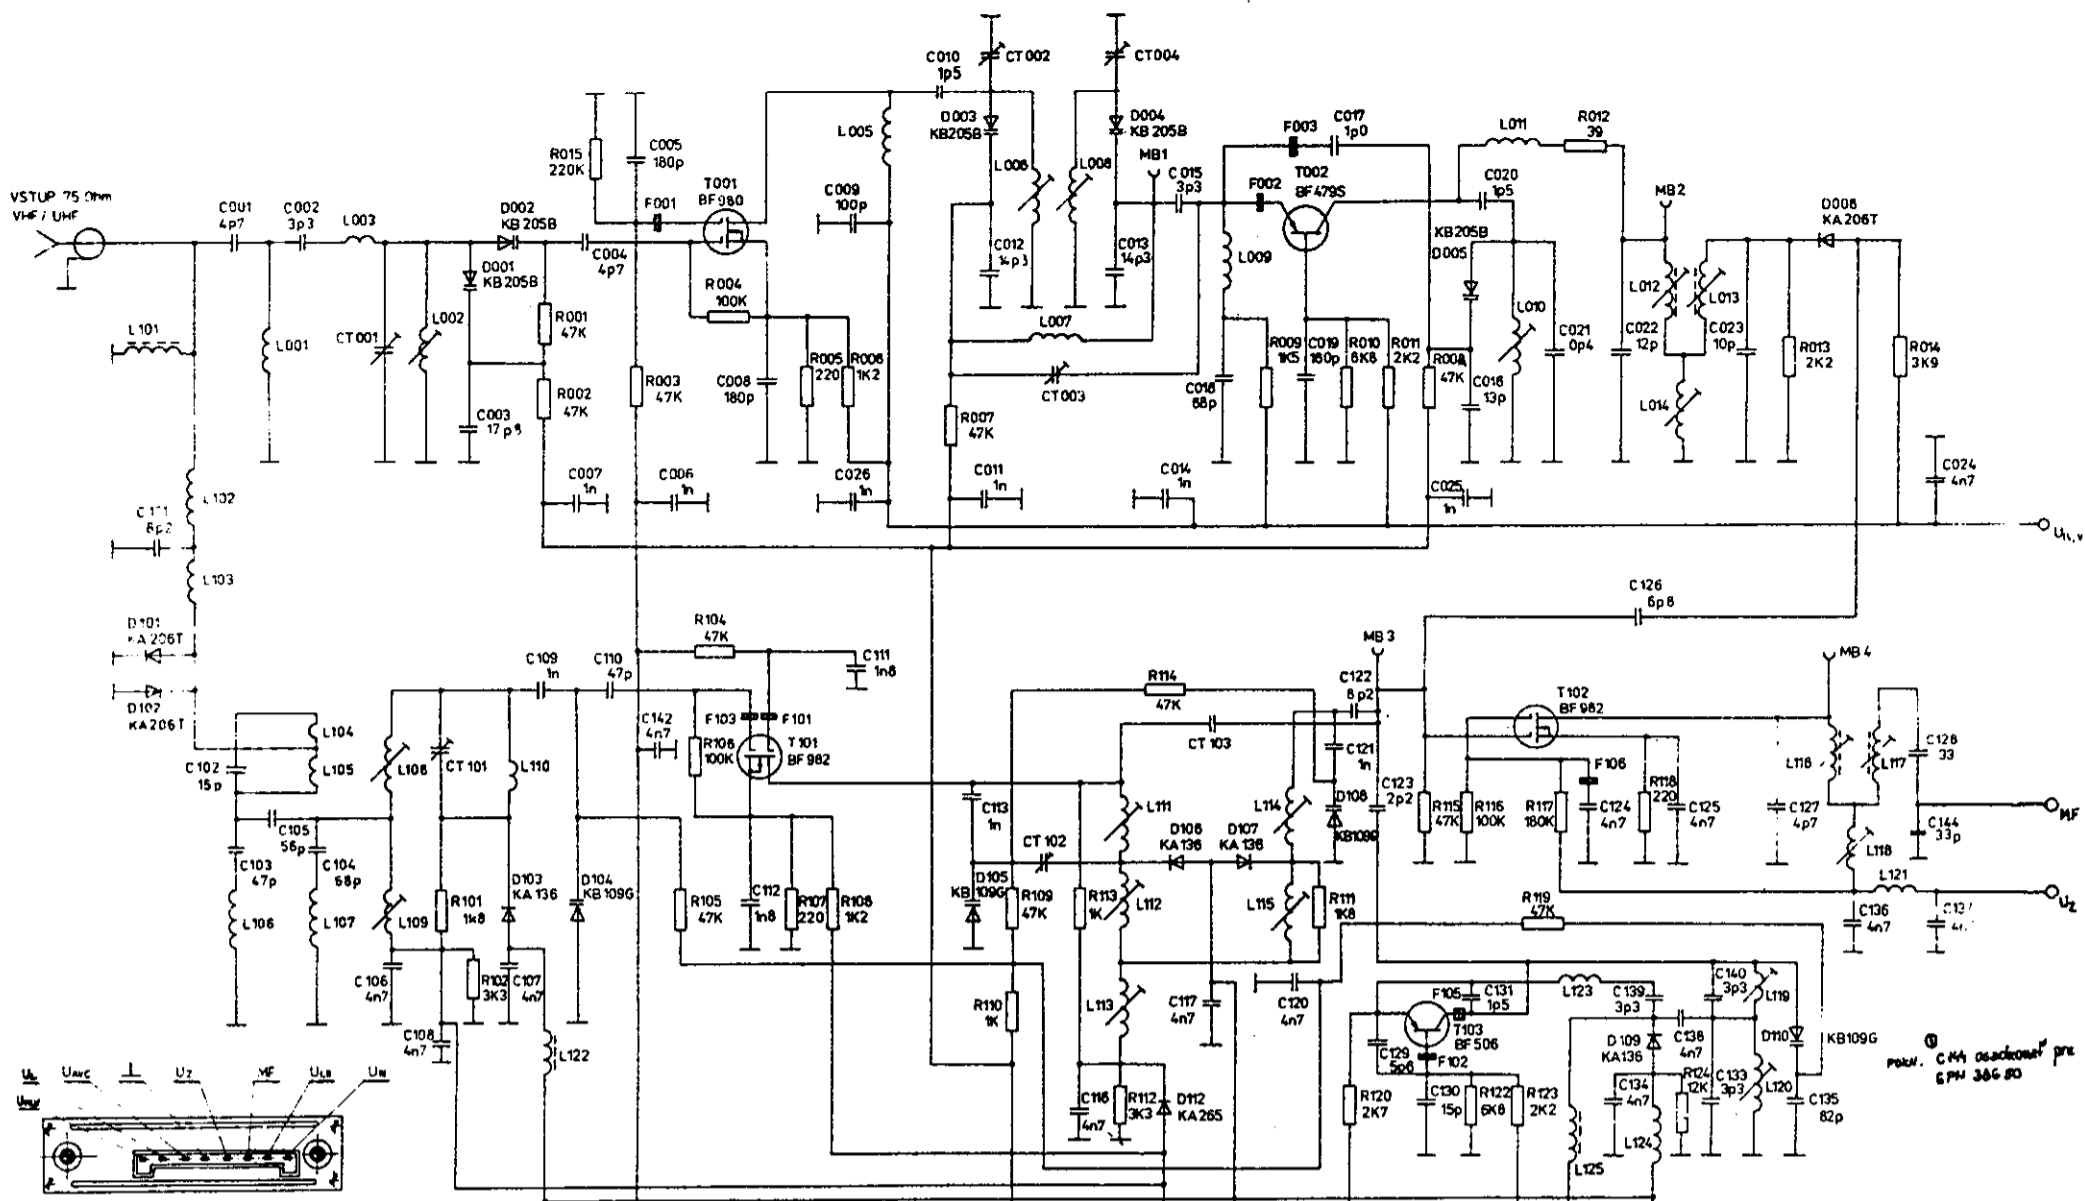 VSTUP 75 Ohm
VHF / UHF
C001
4p7
C002
3p3
L003
L101
L001
CT001
L002
D001
KB205B
D002
KB205B
C003
R001
47K
R002
47K
C004
4p7
R015
220K
C005
180p
F001
T001
BF980
R004
100K
R003
47K
C008
180p
R005
220
R006
1K2
C007
1n
C006
1n
C026
1n
C009
100p
L005
C010
1p5
CT002
D003
KB205B
L006
C012
14p3
CT004
D004
KB205B
L008
C013
14p3
MB1
C015
3p3
L007
CT003
R007
47K
C011
1n
C014
1n
F003
C017
1p0
F002
T002
BF479S
L009
C018
68p
R009
1K5
C019
180p
R010
6K8
R011
2K2
R008
47K
C016
13p
C025
1n
KB205B
D005
C020
1p5
L010
C021
0p4
L011
R012
39
MB2
L012
L013
C022
12p
C023
10p
L014
R013
2K2
D006
KA206T
R014
3K9
C024
4n7
L102
8p2
L103
D101
KA206T
D102
KA206T
C102
15p
L104
L105
C105
56p
C103
47p
C104
68p
L106
L107
L108
L109
CT101
L110
R101
1k8
C106
4n7
R102
3K3
C107
4n7
C108
4n7
D103
KA136
D104
KB109G
L122
C109
1n
C110
47p
R104
47K
C111
1n8
F103
F101
C142
4n7
R106
100K
T101
BF982
R105
47K
C112
1n8
R107
220
R108
1K2
C113
1n
CT102
D105
KB109G
R109
47K
R110
1K
R113
1K
R114
47K
CT103
L111
L112
L113
D106
KA136
D107
KA136
L114
L115
R111
1K8
C117
4n7
C116
4n7
R112
3K3
D112
KA265
C120
4n7
MB3
C122
8p2
C121
1n
D108
KB109G
C123
2p2
C126
6p8
R115
47K
R116
100K
R117
180K
T102
BF982
F106
C124
4n7
R118
220
C125
4n7
C127
4p7
MB4
L116
L117
C128
33
C144
33p
MF
L118
L121
C136
4n7
UZ
R119
47K
F105
C131
1p5
T103
BF506
F102
C129
5p6
R120
2K7
C130
15p
R122
6K8
R123
2K2
L123
C139
3p3
C140
3p3
L119
D109
KA136
C138
4n7
D110
KB109G
C134
4n7
R124
12K
C133
3p3
L120
C135
82p
L124
L125
6PN 386 80
UL
UAVC
UZ
MF